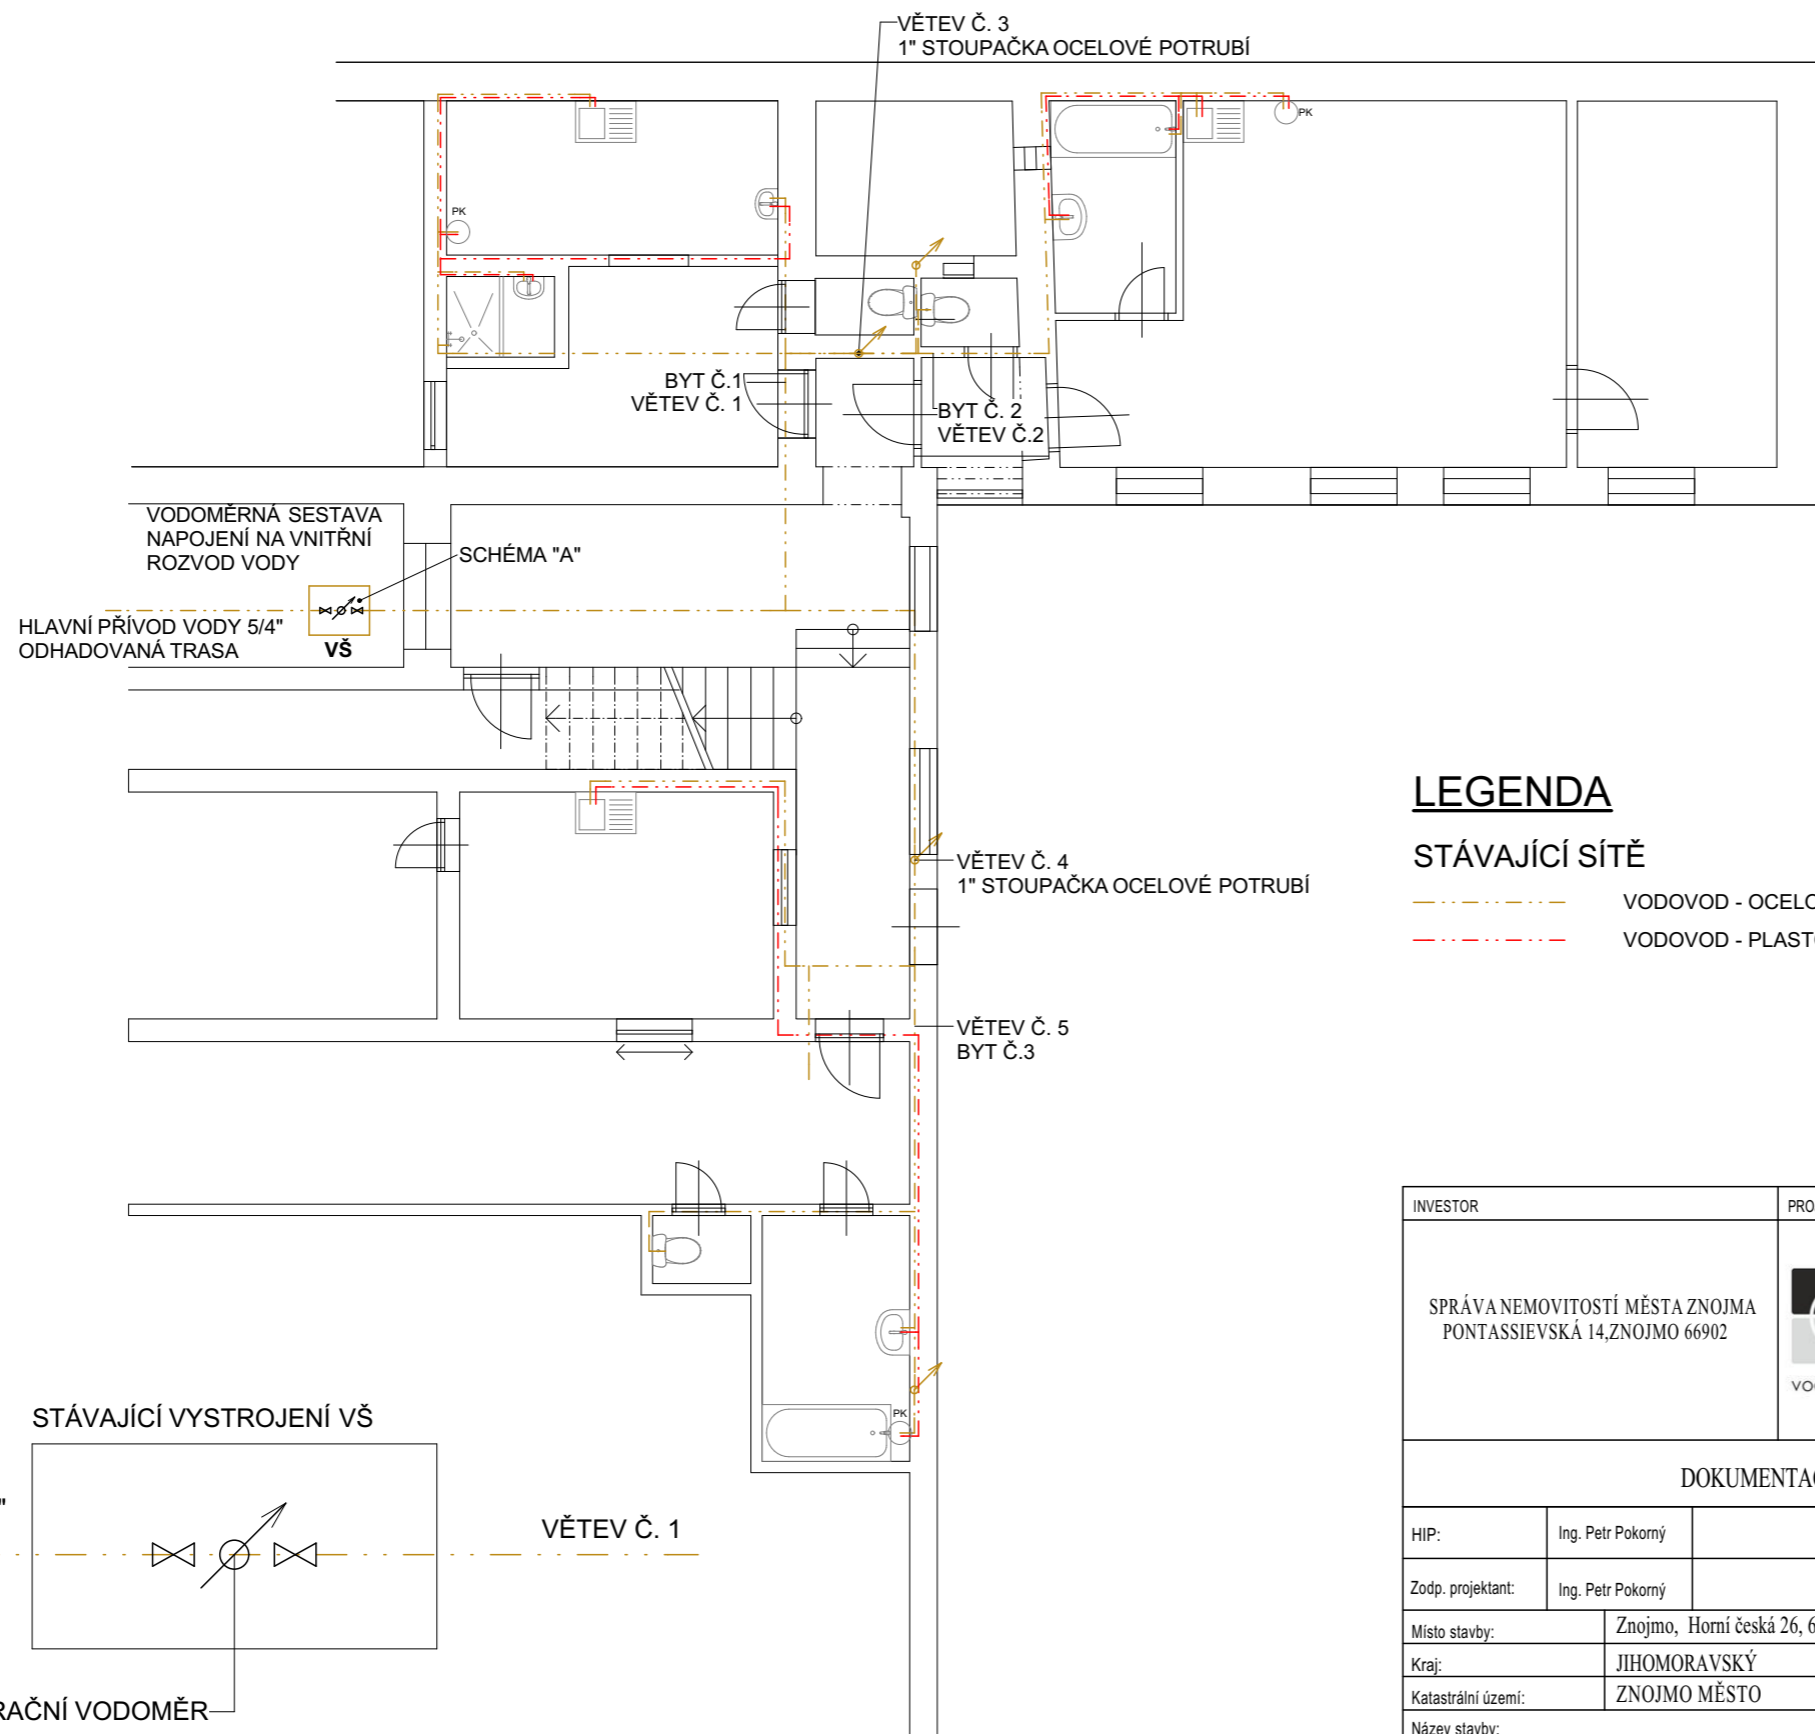 VĚTEV Č. 3
1" STOUPAČKA OCELOVÉ POTRUBÍ
PK
PK
BYT Č.1
VĚTEV Č. 1
BYT Č. 2
VĚTEV Č.2
VODOMĚRNÁ SESTAVA
NAPOJENÍ NA VNITŘNÍ
ROZVOD VODY
SCHÉMA "A"
HLAVNÍ PŘÍVOD VODY 5/4"
ODHADOVANÁ TRASA
VŠ
VĚTEV Č. 4
1" STOUPAČKA OCELOVÉ POTRUBÍ
VĚTEV Č. 5
BYT Č.3
PK
LEGENDA
STÁVAJÍCÍ SÍTĚ
VODOVOD - OCELO
VODOVOD - PLAST
STÁVAJÍCÍ VYSTROJENÍ VŠ
"
VĚTEV Č. 1
RAČNÍ VODOMĚR
INVESTOR
PRO
SPRÁVA NEMOVITOSTÍ MĚSTA ZNOJMA
PONTASSIEVSKÁ 14,ZNOJMO 66902
VO
DOKUMENTA
HIP:
Ing. Petr Pokorný
Zodp. projektant:
Ing. Petr Pokorný
Místo stavby:
Znojmo, Horní česká 26, 6
Kraj:
JIHOMORAVSKÝ
Katastrální území:
ZNOJMO MĚSTO
Název stavby: